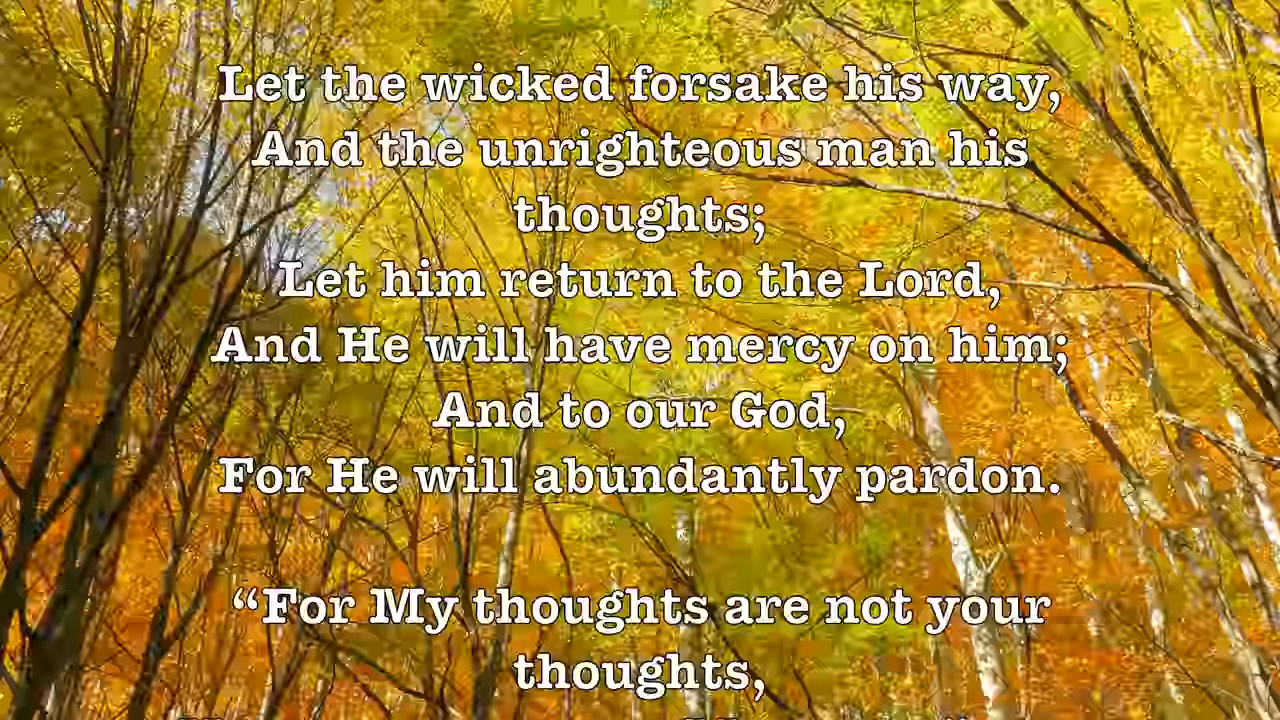 Let the wicked forsake his way,
And the unrighteous man his
thoughts;
Let him return to the Lord,
And He will have mercy on him;
And to our God,
For He will abundantly pardon.
“For My thoughts are not your
thoughts,